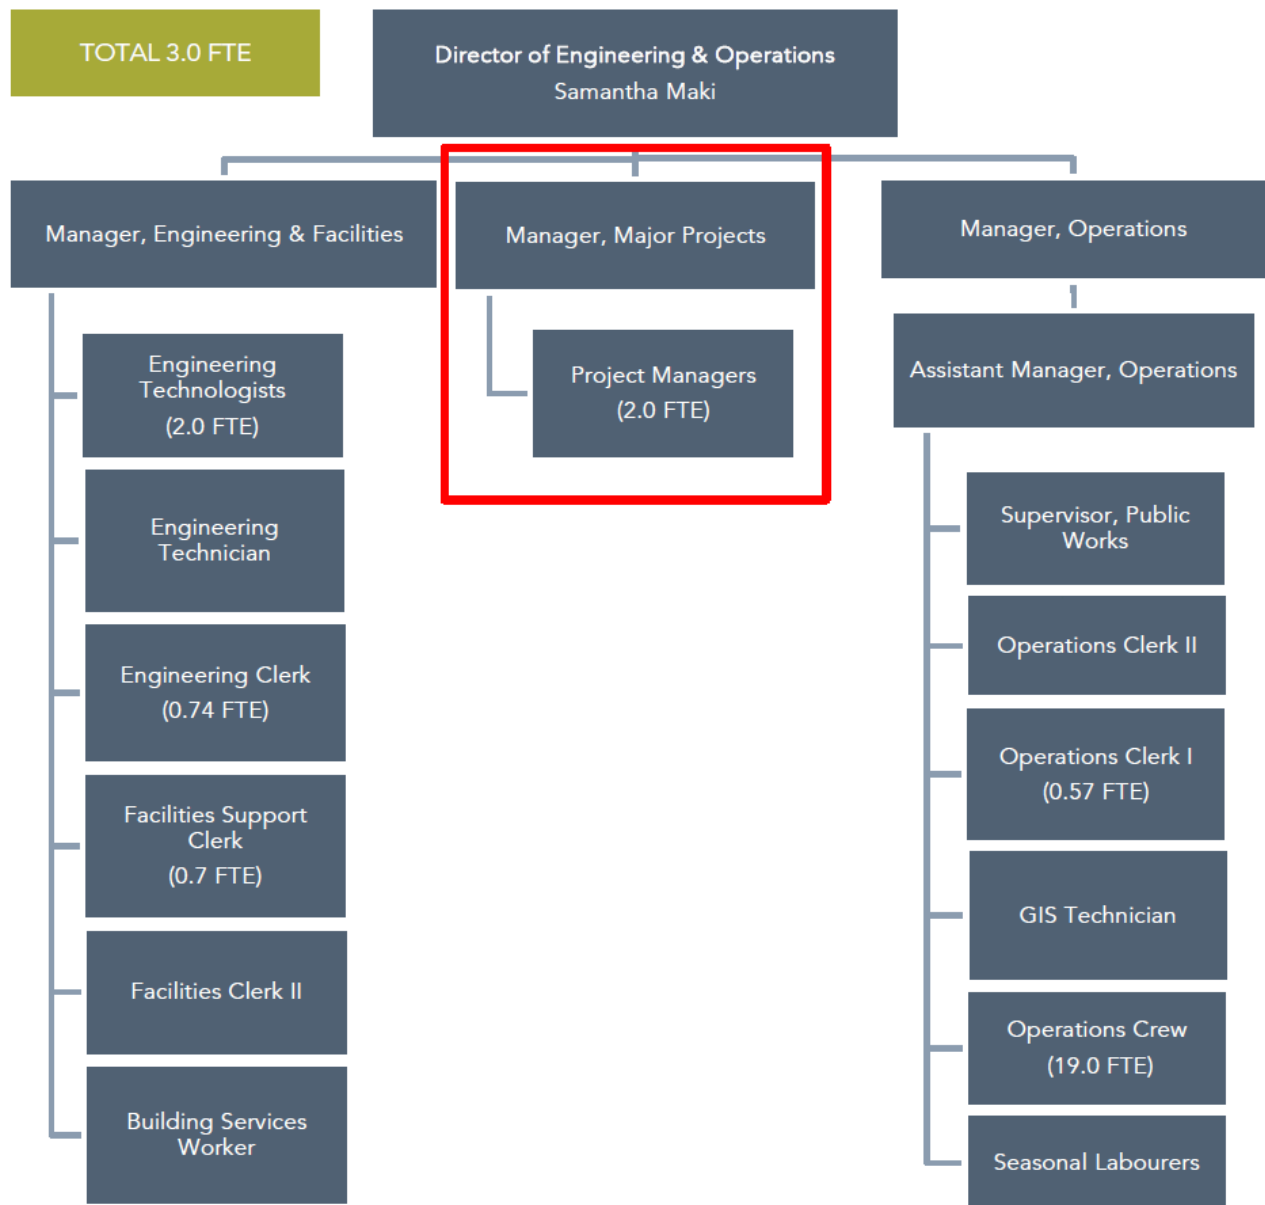 TOTAL 3.0 FTE
Director of Engineering & Operations
Samantha Maki
Manager, Engineering & Facilities
Manager, Major Projects
Manager, Operations
Engineering
Technologists
(2.0 FTE)
Engineering
Technician
Engineering Clerk
(0.74 FTE)
Facilities Support
Clerk
(0.7 FTE)
Facilities Clerk II
Building Services
Worker
Project Managers
(2.0 FTE)
Assistant Manager, Operations
Supervisor, Public
Works
Operations Clerk II
Operations Clerk I
(0.57 FTE)
GIS Technician
Operations Crew
(19.0 FTE)
Seasonal Labourers